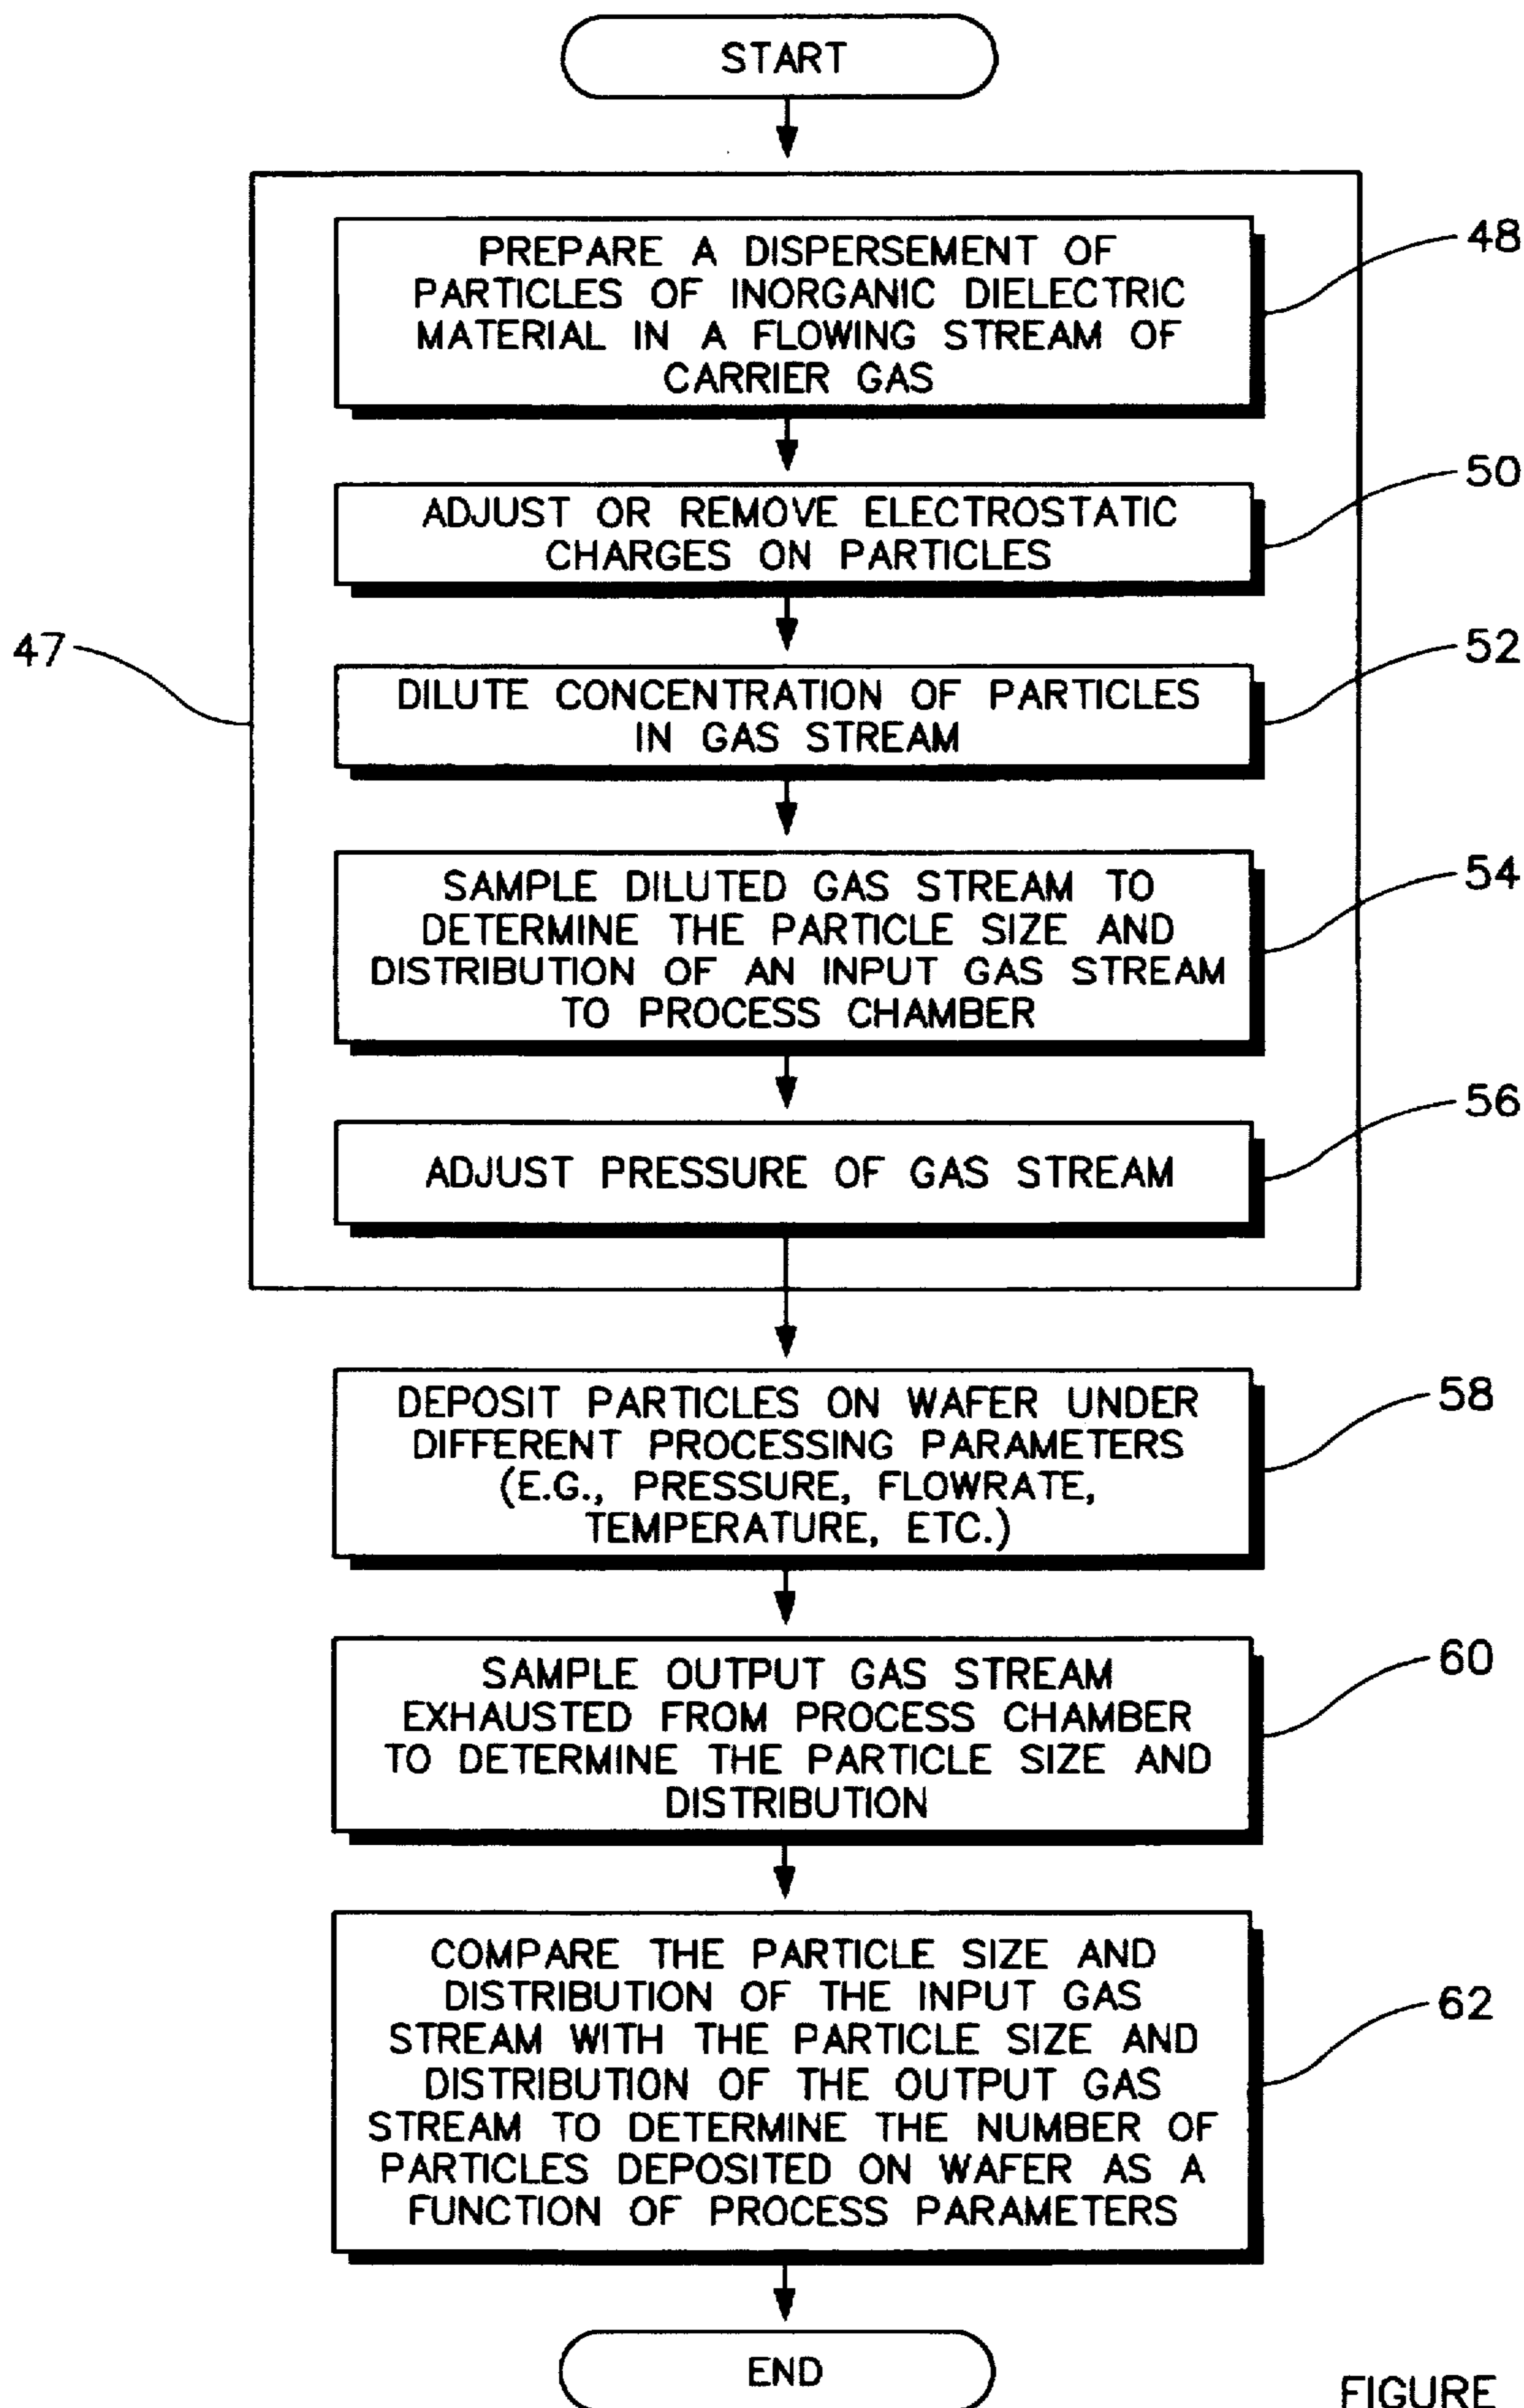 START
PREPARE A DISPERSEMENT OF
PARTICLES OF INORGANIC DIELECTRIC
MATERIAL IN A FLOWING STREAM OF
CARRIER GAS
48
ADJUST OR REMOVE ELECTROSTATIC
CHARGES ON PARTICLES
50
47
DILUTE CONCENTRATION OF PARTICLES
IN GAS STREAM
52
SAMPLE DILUTED GAS STREAM TO
DETERMINE THE PARTICLE SIZE AND
DISTRIBUTION OF AN INPUT GAS STREAM
TO PROCESS CHAMBER
54
ADJUST PRESSURE OF GAS STREAM
56
DEPOSIT PARTICLES ON WAFER UNDER
DIFFERENT PROCESSING PARAMETERS
(E.G., PRESSURE, FLOWRATE,
TEMPERATURE, ETC.)
58
SAMPLE OUTPUT GAS STREAM
EXHAUSTED FROM PROCESS CHAMBER
TO DETERMINE THE PARTICLE SIZE AND
DISTRIBUTION
60
COMPARE THE PARTICLE SIZE AND
DISTRIBUTION OF THE INPUT GAS
STREAM WITH THE PARTICLE SIZE AND
DISTRIBUTION OF THE OUTPUT GAS
STREAM TO DETERMINE THE NUMBER OF
PARTICLES DEPOSITED ON WAFER AS A
FUNCTION OF PROCESS PARAMETERS
62
END
FIGURE